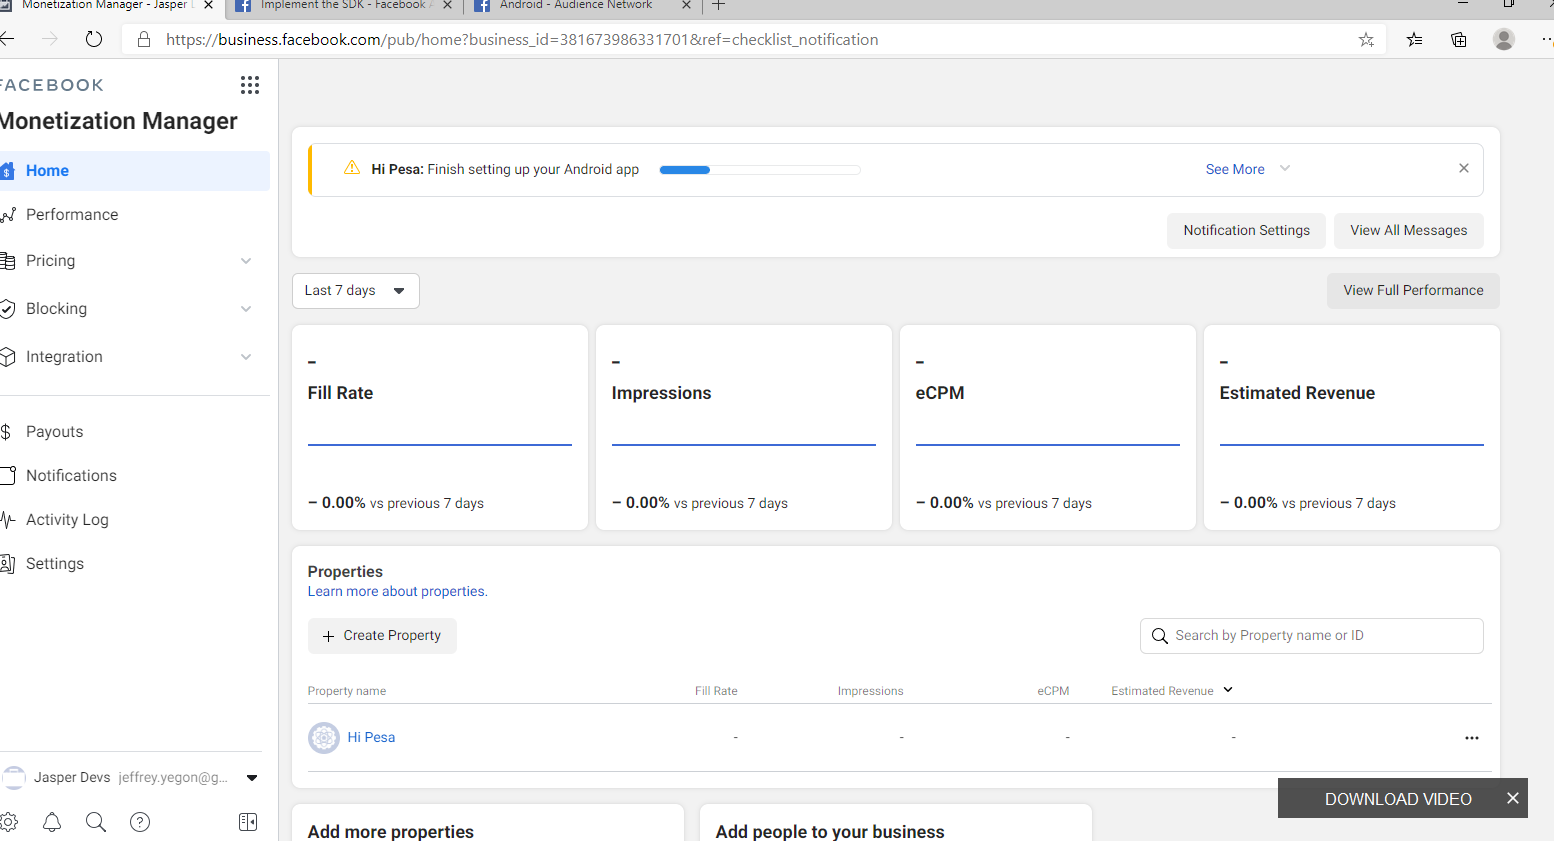 Monetization Manager - Jasper
Implement the SDK - Facebook
Android - Audience Network
https://business.facebook.com/pub/home?business_id=381673986331701&ref=checklist_notification
FACEBOOK
Monetization Manager
Home
Performance
Pricing
Blocking
Integration
Payouts
Notifications
Activity Log
Settings
Jasper Devs jeffrey.yegon@g...
Hi Pesa: Finish setting up your Android app
See More
Notification Settings
View All Messages
Last 7 days
View Full Performance
–
Fill Rate
– 0.00% vs previous 7 days
–
Impressions
– 0.00% vs previous 7 days
–
eCPM
– 0.00% vs previous 7 days
–
Estimated Revenue
– 0.00% vs previous 7 days
Properties
Learn more about properties.
+ Create Property
Search by Property name or ID
Property name Fill Rate Impressions eCPM Estimated Revenue
Hi Pesa - - - -
DOWNLOAD VIDEO
Add more properties
Add people to your business